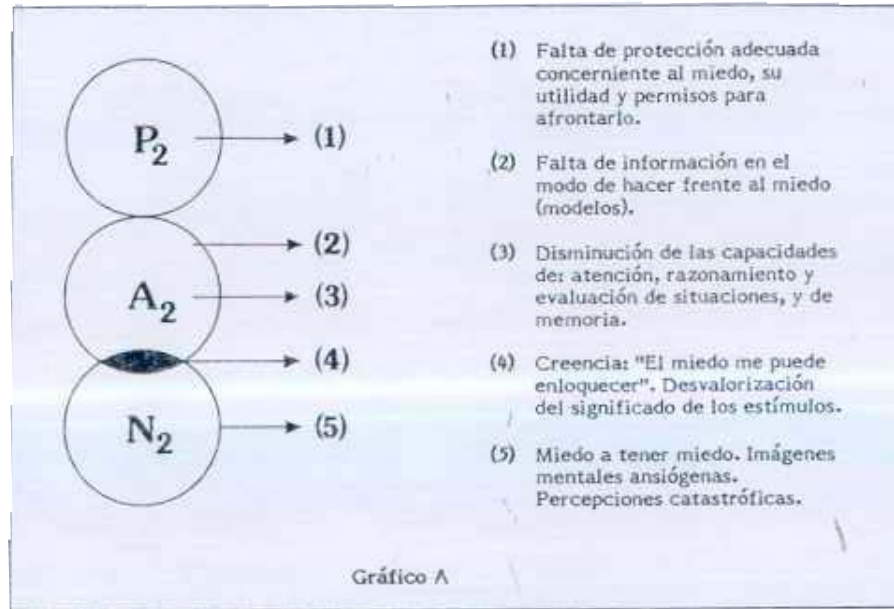 P2
(1)
(2)
A2
(3)
(4)
N2
(5)
(1) Falta de protección adecuada
concerniente al miedo, su
utilidad y permisos para
afrontarlo.
(2) Falta de información en el
modo de hacer frente al miedo
(modelos).
(3) Disminución de las capacidades
de: atención, razonamiento y
evaluación de situaciones, y de
memoria.
(4) Creencia: "El miedo me puede
enloquecer". Desvalorización
del significado de los estímulos.
(5) Miedo a tener miedo. Imágenes
mentales ansiógenas.
Percepciones catastróficas.
Gráfico A